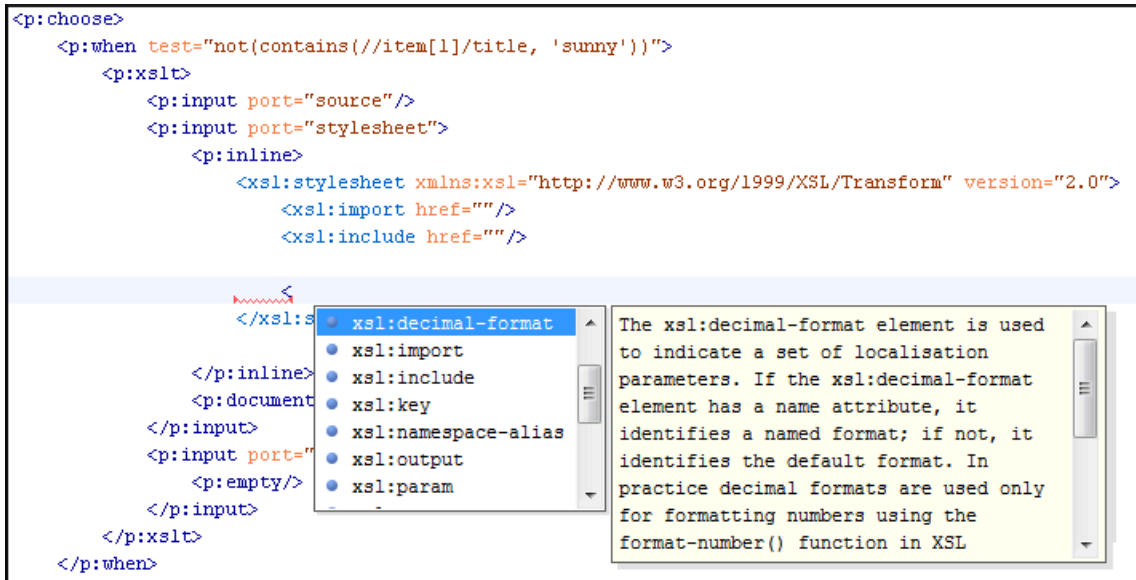 <p:choose>
<p:when test="not(contains(//item[1]/title, 'sunny'))">
<p:xslt>
<p:input port="source"/>
<p:input port="stylesheet">
<p:inline>
<xsl:stylesheet xmlns:xsl="http://www.w3.org/1999/XSL/Transform" version="2.0">
<xsl:import href=""/>
<xsl:include href=""/>
<
</xsl:s
</p:inline>
<p:document
</p:input>
<p:input port="
<p:empty/>
</p:input>
</p:xslt>
</p:when>
xsl:decimal-format
xsl:import
xsl:include
xsl:key
xsl:namespace-alias
xsl:output
xsl:param
The xsl:decimal-format element is used
to indicate a set of localisation
parameters. If the xsl:decimal-format
element has a name attribute, it
identifies a named format; if not, it
identifies the default format. In
practice decimal formats are used only
for formatting numbers using the
format-number() function in XSL